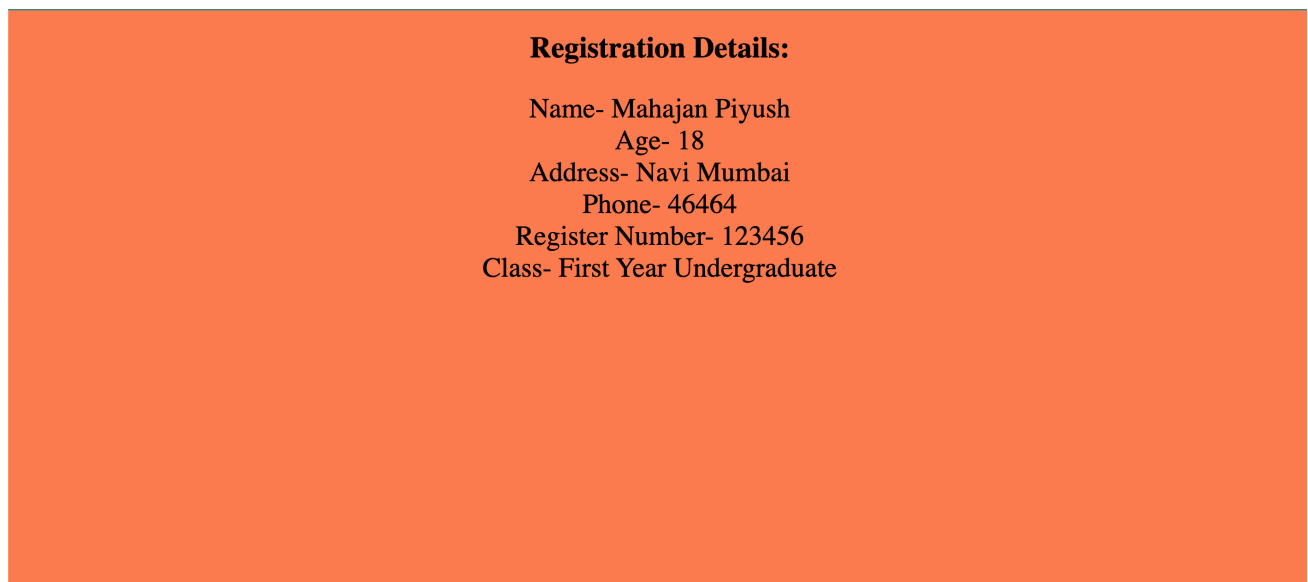 Registration Details:
Name- Mahajan Piyush
Age- 18
Address- Navi Mumbai
Phone- 46464
Register Number- 123456
Class- First Year Undergraduate